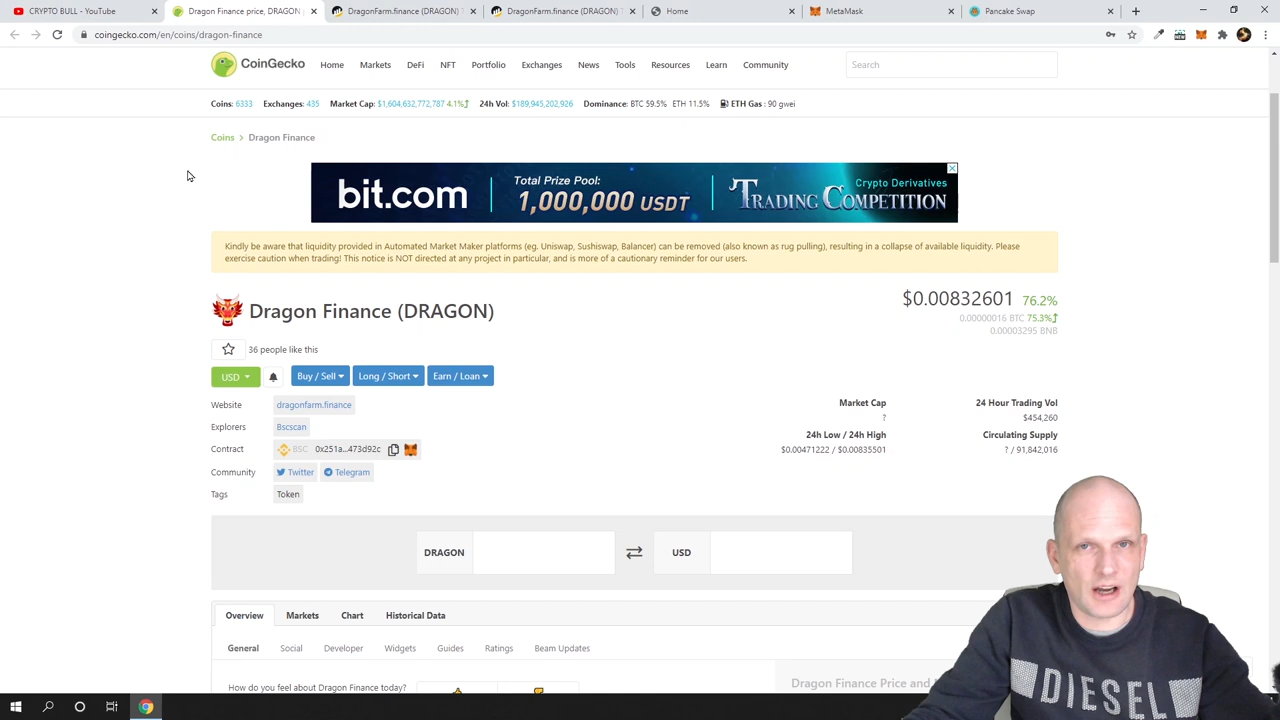 CRYPTO BULL - YouTube
Dragon Finance price, DRAGON
DragonFarm.finance (DRAGON) T
DragonFarm.finance (DRAGON) T
Home
MetaMask
Pancake Swap
coingecko.com/en/coins/dragon-finance
CoinGecko
Home
Markets
DeFi
NFT
Portfolio
Exchanges
News
Tools
Resources
Learn
Community
Search
Coins: 6333 Exchanges: 435 Market Cap: $1,604,632,772,787 4.1% 24h Vol: $189,945,202,926 Dominance: BTC 59.5% ETH 11.5% ETH Gas : 90 gwei
Coins > Dragon Finance
bit.com
Total Prize Pool:
1,000,000 USDT
Crypto Derivatives
TRADING COMPETITION
Kindly be aware that liquidity provided in Automated Market Maker platforms (eg. Uniswap, Sushiswap, Balancer) can be removed (also known as rug pulling), resulting in a collapse of available liquidity. Please
exercise caution when trading! This notice is NOT directed at any project in particular, and is more of a cautionary reminder for our users.
Dragon Finance (DRAGON)
$0.00832601 76.2%
0.00000016 BTC 75.3%
0.00003295 BNB
36 people like this
USD
Buy / Sell
Long / Short
Earn / Loan
Website dragonfarm.finance
Explorers Bscscan
Contract BSC 0x251a...473d92c
Community Twitter Telegram
Tags Token
Market Cap
?
24 Hour Trading Vol
$454,260
24h Low / 24h High
$0.00471222 / $0.00835501
Circulating Supply
? / 91,842,016
DRAGON
USD
Overview
Markets
Chart
Historical Data
General
Social
Developer
Widgets
Guides
Ratings
Beam Updates
How do you feel about Dragon Finance today?
Dragon Finance Price and
DIESEL